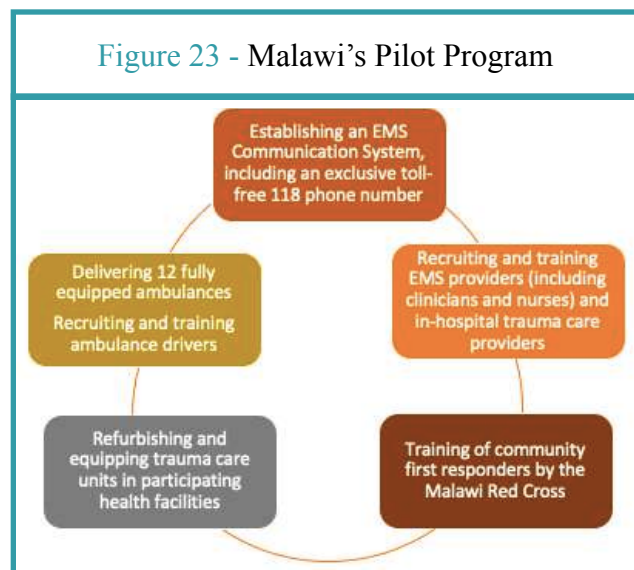 Figure 23 - Malawi’s Pilot Program
Establishing an EMS
Communication System,
including an exclusive toll-
free 118 phone number
Recruiting and training
EMS providers (including
clinicians and nurses) and
in-hospital trauma care
providers
Training of community
first responders by the
Malawi Red Cross
Refurbishing and
equipping trauma care
units in participating
health facilities
Delivering 12 fully
equipped ambulances
Recruiting and training
ambulance drivers